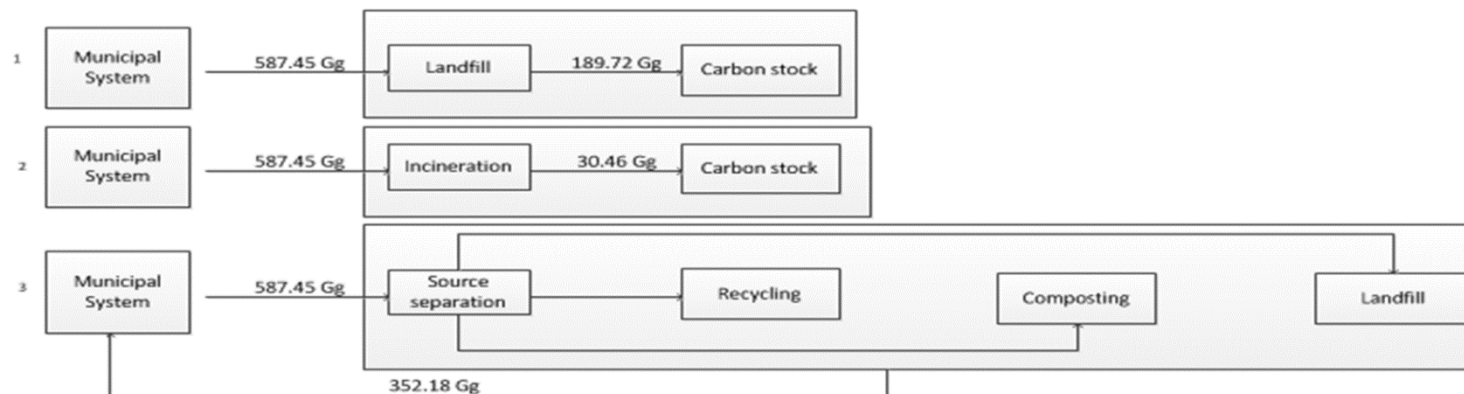 1
Municipal
System
587.45 Gg
Landfill
189.72 Gg
Carbon stock
2
Municipal
System
587.45 Gg
Incineration
30.46 Gg
Carbon stock
3
Municipal
System
587.45 Gg
Source
separation
Recycling
Composting
Landfill
352.18 Gg